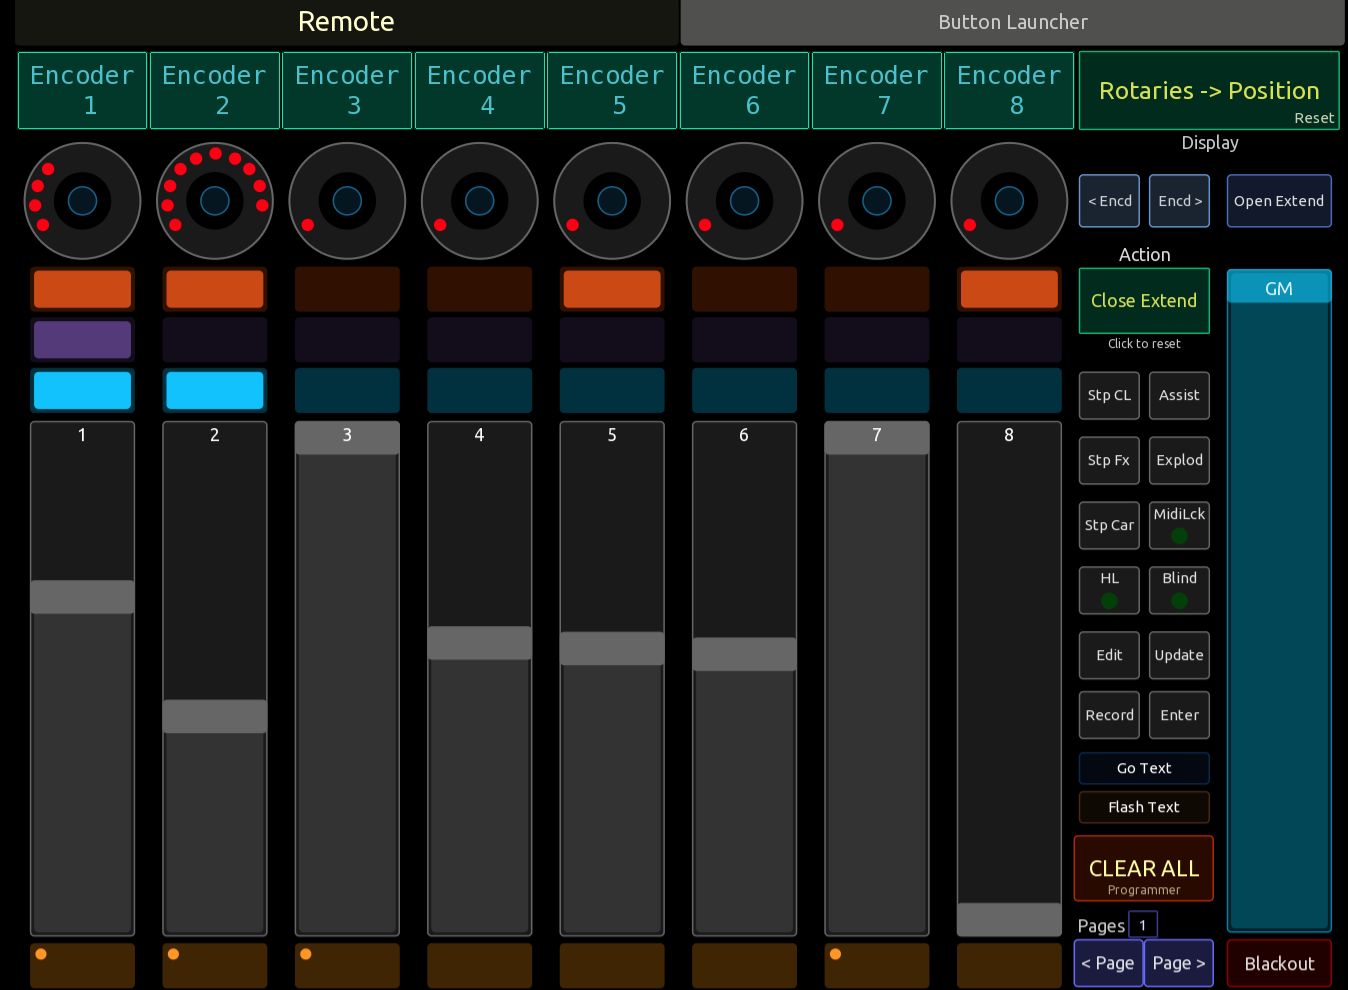 Remote
Button Launcher
Encoder 1
Encoder 2
Encoder 3
Encoder 4
Encoder 5
Encoder 6
Encoder 7
Encoder 8
Rotaries -> Position
Reset
Display
< Encd
Encd >
Open Extend
Action
Close Extend
Click to reset
GM
Stp CL
Assist
Stp Fx
Explod
Stp Car
MidiLck
HL
Blind
Edit
Update
Record
Enter
Go Text
Flash Text
CLEAR ALL
Programmer
1
2
3
4
5
6
7
8
Pages 1
< Page
Page >
Blackout